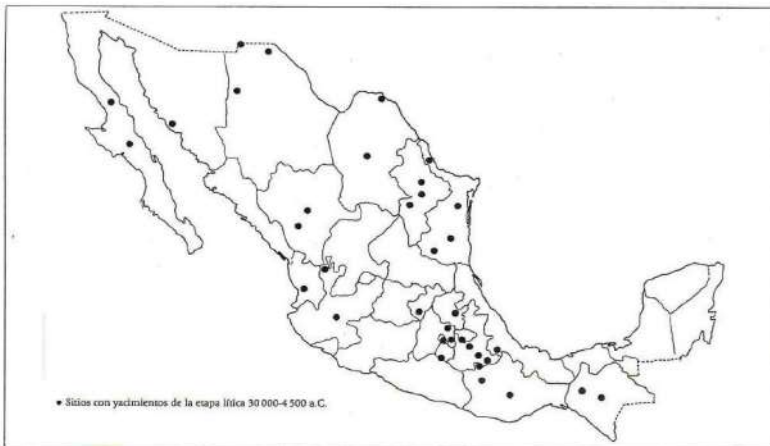 • Sitios con yacimientos de la etapa lítica 30 000-4 500 a.C.